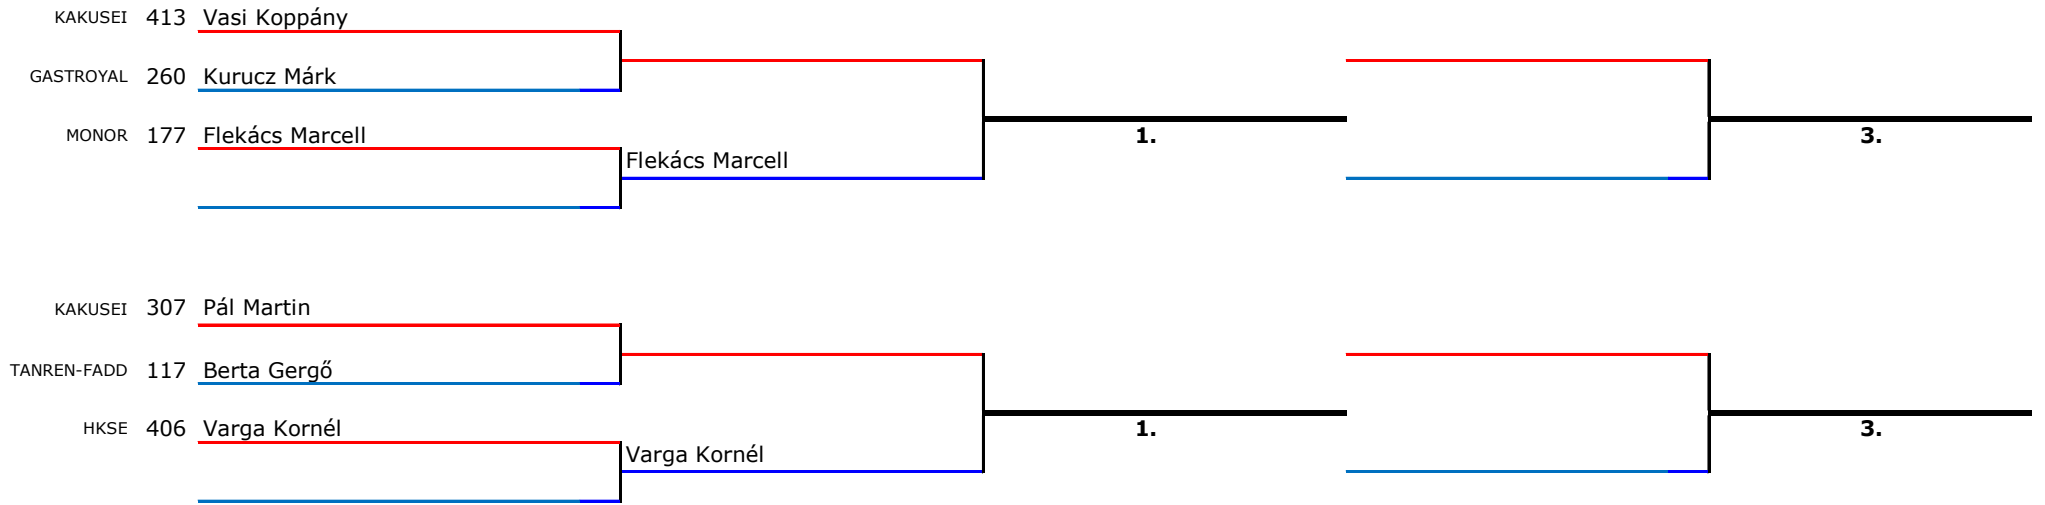 KAKUSEI 413 Vasi Koppány
GASTROYAL 260 Kurucz Márk
MONOR 177 Flekács Marcell
1.
3.
Flekács Marcell
KAKUSEI 307 Pál Martin
TANREN-FADD 117 Berta Gergő
HKSE 406 Varga Kornél
1.
3.
Varga Kornél